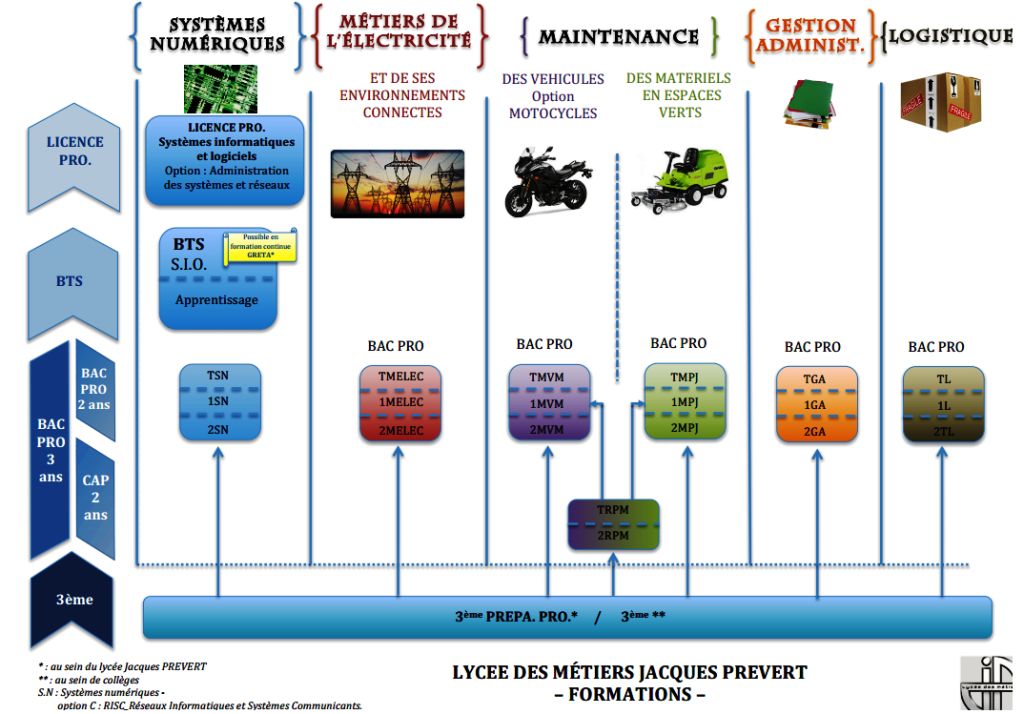 SYSTÈMES
NUMÉRIQUES
MÉTIERS DE
L'ÉLECTRICITÉ
MAINTENANCE
GESTION
ADMINIST.
LOGISTIQUE
ET DE SES
ENVIRONNEMENTS
CONNECTES
DES VEHICULES
Option
MOTOCYCLES
DES MATERIELS
EN ESPACES
VERTS
FRAGILE
FRAGILE
LICENCE
PRO.
LICENCE PRO.
Systèmes informatiques
et logiciels
Option : Administration
des systèmes et réseaux
BTS
BTS
S.I.O.
Possible en
formation continue
GRETA*
Apprentissage
BAC
PRO
3
ans
BAC
PRO
2 ans
CAP
2
ans
TSN
1SN
2SN
BAC PRO
TMELEC
1MELEC
2MELEC
BAC PRO
TMVM
1MVM
2MVM
BAC PRO
TMPJ
1MPJ
2MPJ
BAC PRO
TGA
1GA
2GA
BAC PRO
TL
1L
2TL
TRPM
2RPM
3ème
3ème PREPA. PRO.* / 3ème **
* : au sein du lycée Jacques PREVERT
** : au sein de collèges
S.N : Systèmes numériques -
option C : RISC_Réseaux Informatiques et Systèmes Communicants.
LYCEE DES MÉTIERS JACQUES PREVERT
– FORMATIONS –
Lycée des méti